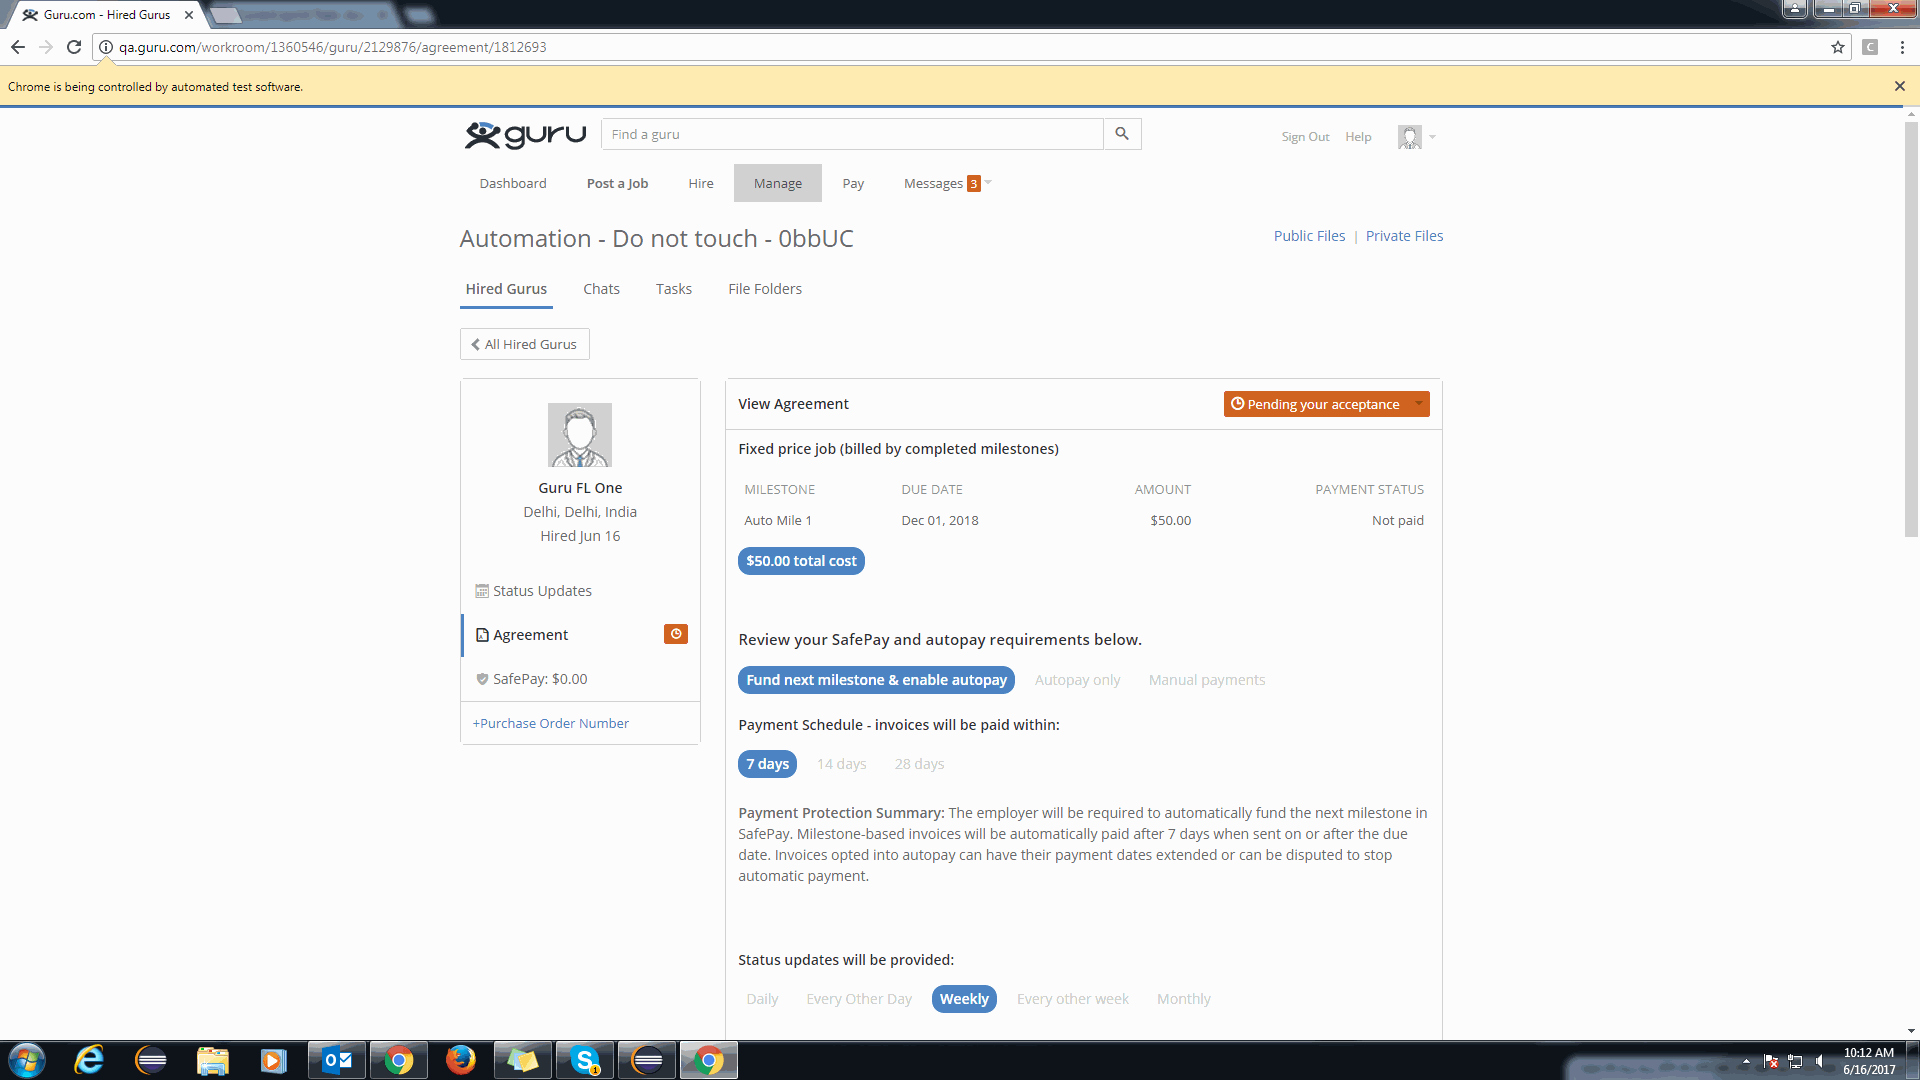 Guru.com - Hired Gurus
qa.guru.com/workroom/1360546/guru/2129876/agreement/1812693
C
Chrome is being controlled by automated test software.
guru
Find a guru
Sign Out Help
Dashboard Post a Job Hire Manage Pay Messages 3
Automation - Do not touch - 0bbUC
Public Files | Private Files
Hired Gurus Chats Tasks File Folders
All Hired Gurus
Guru FL One
Delhi, Delhi, India
Hired Jun 16
Status Updates
Agreement
SafePay: $0.00
+Purchase Order Number
View Agreement
Pending your acceptance
Fixed price job (billed by completed milestones)
MILESTONE DUE DATE AMOUNT PAYMENT STATUS
Auto Mile 1 Dec 01, 2018 $50.00 Not paid
$50.00 total cost
Review your SafePay and autopay requirements below.
Fund next milestone & enable autopay Autopay only Manual payments
Payment Schedule - invoices will be paid within:
7 days 14 days 28 days
Payment Protection Summary: The employer will be required to automatically fund the next milestone in
SafePay. Milestone-based invoices will be automatically paid after 7 days when sent on or after the due
date. Invoices opted into autopay can have their payment dates extended or can be disputed to stop
automatic payment.
Status updates will be provided:
Daily Every Other Day Weekly Every other week Monthly
10:12 AM
6/16/2017